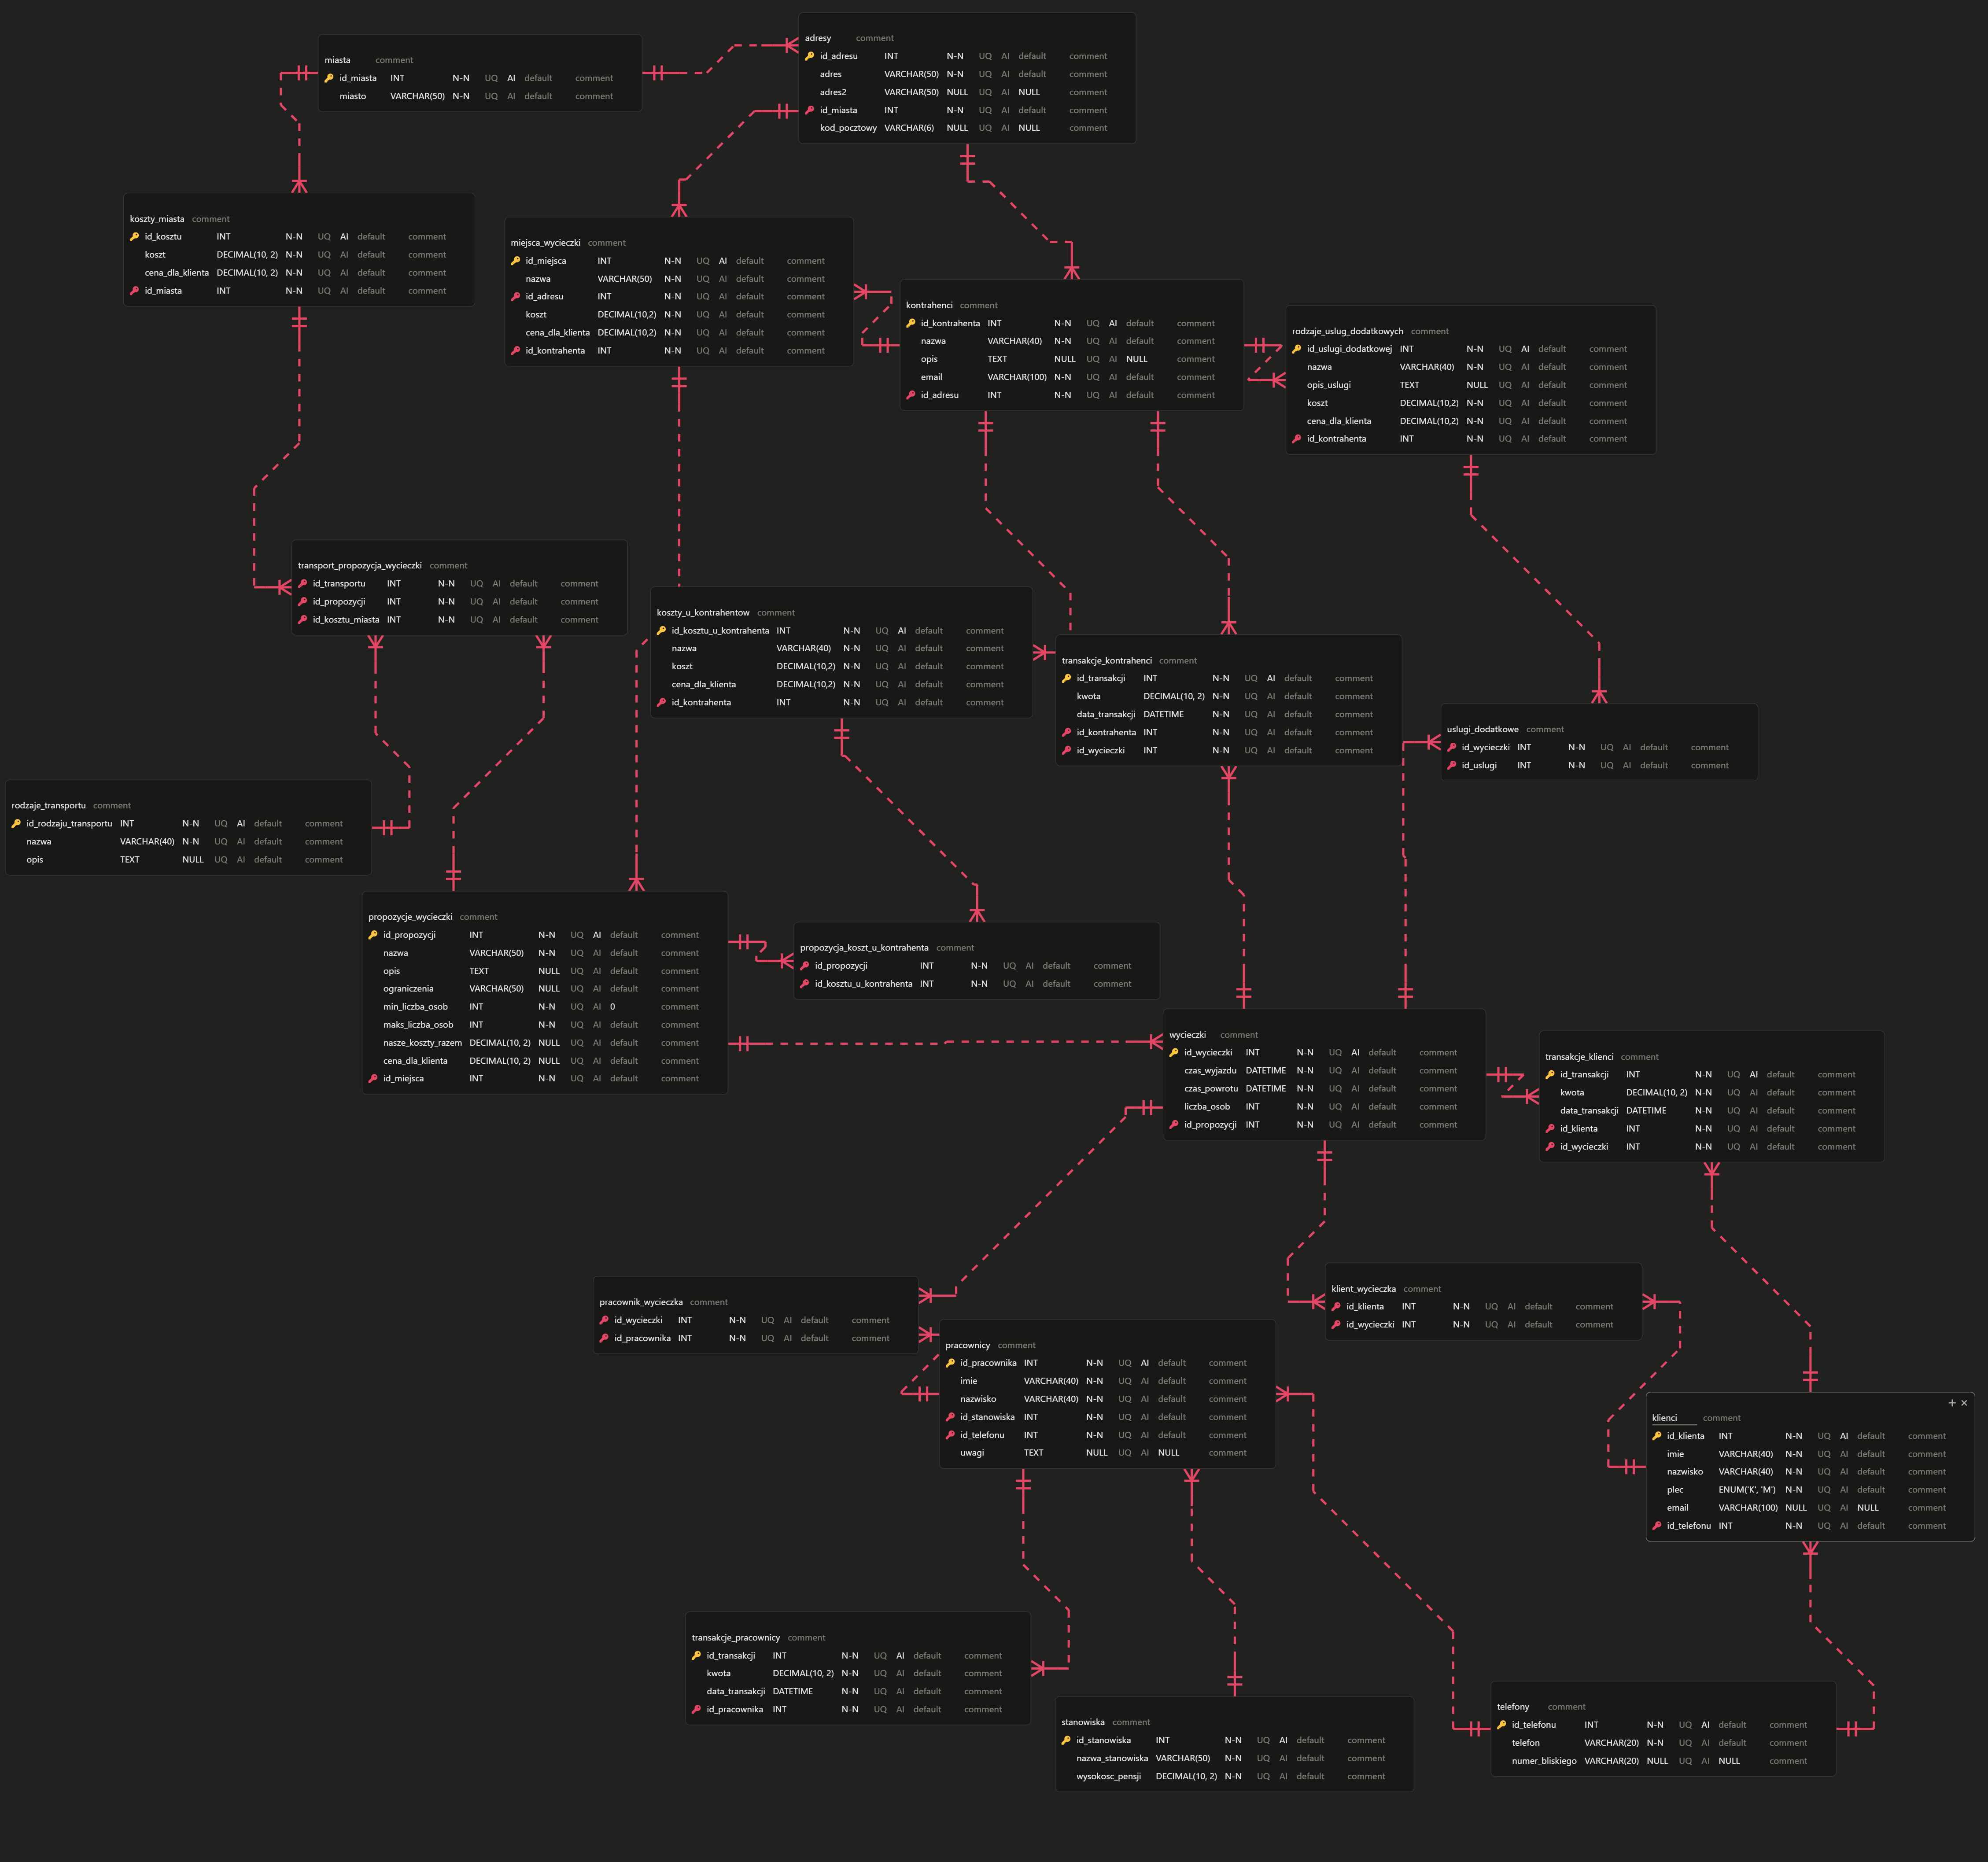 miasta comment
id_miasta INT N-N UQ AI default comment
miasto VARCHAR(50) N-N UQ AI default comment
adresy comment
id_adresu INT N-N UQ AI default comment
adres VARCHAR(50) N-N UQ AI default comment
adres2 VARCHAR(50) NULL UQ AI NULL comment
id_miasta INT N-N UQ AI default comment
kod_pocztowy VARCHAR(6) NULL UQ AI NULL comment
koszty_miasta comment
id_kosztu INT N-N UQ AI default comment
koszt DECIMAL(10, 2) N-N UQ AI default comment
cena_dla_klienta DECIMAL(10, 2) N-N UQ AI default comment
id_miasta INT N-N UQ AI default comment
miejsca_wycieczki comment
id_miejsca INT N-N UQ AI default comment
nazwa VARCHAR(50) N-N UQ AI default comment
id_adresu INT N-N UQ AI default comment
koszt DECIMAL(10,2) N-N UQ AI default comment
cena_dla_klienta DECIMAL(10,2) N-N UQ AI default comment
id_kontrahenta INT N-N UQ AI default comment
kontrahenci comment
id_kontrahenta INT N-N UQ AI default comment
nazwa VARCHAR(40) N-N UQ AI default comment
opis TEXT NULL UQ AI NULL comment
email VARCHAR(100) N-N UQ AI default comment
id_adresu INT N-N UQ AI default comment
rodzaje_uslug_dodatkowych comment
id_uslugi_dodatkowej INT N-N UQ AI default comment
nazwa VARCHAR(40) N-N UQ AI default comment
opis_uslugi TEXT NULL UQ AI default comment
koszt DECIMAL(10,2) N-N UQ AI default comment
cena_dla_klienta DECIMAL(10,2) N-N UQ AI default comment
id_kontrahenta INT N-N UQ AI default comment
transport_propozycja_wycieczki comment
id_transportu INT N-N UQ AI default comment
id_propozycji INT N-N UQ AI default comment
id_kosztu_miasta INT N-N UQ AI default comment
koszty_u_kontrahentow comment
id_kosztu_u_kontrahenta INT N-N UQ AI default comment
nazwa VARCHAR(40) N-N UQ AI default comment
koszt DECIMAL(10,2) N-N UQ AI default comment
cena_dla_klienta DECIMAL(10,2) N-N UQ AI default comment
id_kontrahenta INT N-N UQ AI default comment
transakcje_kontrahenci comment
id_transakcji INT N-N UQ AI default comment
kwota DECIMAL(10, 2) N-N UQ AI default comment
data_transakcji DATETIME N-N UQ AI default comment
id_kontrahenta INT N-N UQ AI default comment
id_wycieczki INT N-N UQ AI default comment
uslugi_dodatkowe comment
id_wycieczki INT N-N UQ AI default comment
id_uslugi INT N-N UQ AI default comment
rodzaje_transportu comment
id_rodzaju_transportu INT N-N UQ AI default comment
nazwa VARCHAR(40) N-N UQ AI default comment
opis TEXT NULL UQ AI default comment
propozycje_wycieczki comment
id_propozycji INT N-N UQ AI default comment
nazwa VARCHAR(50) N-N UQ AI default comment
opis TEXT NULL UQ AI default comment
ograniczenia VARCHAR(50) NULL UQ AI default comment
min_liczba_osob INT N-N UQ AI 0 comment
maks_liczba_osob INT N-N UQ AI default comment
nasze_koszty_razem DECIMAL(10, 2) NULL UQ AI default comment
cena_dla_klienta DECIMAL(10, 2) NULL UQ AI default comment
id_miejsca INT N-N UQ AI default comment
propozycja_koszt_u_kontrahenta comment
id_propozycji INT N-N UQ AI default comment
id_kosztu_u_kontrahenta INT N-N UQ AI default comment
wycieczki comment
id_wycieczki INT N-N UQ AI default comment
czas_wyjazdu DATETIME N-N UQ AI default comment
czas_powrotu DATETIME N-N UQ AI default comment
liczba_osob INT N-N UQ AI default comment
id_propozycji INT N-N UQ AI default comment
transakcje_klienci comment
id_transakcji INT N-N UQ AI default comment
kwota DECIMAL(10, 2) N-N UQ AI default comment
data_transakcji DATETIME N-N UQ AI default comment
id_klienta INT N-N UQ AI default comment
id_wycieczki INT N-N UQ AI default comment
pracownik_wycieczka comment
id_wycieczki INT N-N UQ AI default comment
id_pracownika INT N-N UQ AI default comment
klient_wycieczka comment
id_klienta INT N-N UQ AI default comment
id_wycieczki INT N-N UQ AI default comment
pracownicy comment
id_pracownika INT N-N UQ AI default comment
imie VARCHAR(40) N-N UQ AI default comment
nazwisko VARCHAR(40) N-N UQ AI default comment
id_stanowiska INT N-N UQ AI default comment
id_telefonu INT N-N UQ AI default comment
uwagi TEXT NULL UQ AI NULL comment
klienci comment
id_klienta INT N-N UQ AI default comment
imie VARCHAR(40) N-N UQ AI default comment
nazwisko VARCHAR(40) N-N UQ AI default comment
plec ENUM('K', 'M') N-N UQ AI default comment
email VARCHAR(100) NULL UQ AI NULL comment
id_telefonu INT N-N UQ AI default comment
transakcje_pracownicy comment
id_transakcji INT N-N UQ AI default comment
kwota DECIMAL(10, 2) N-N UQ AI default comment
data_transakcji DATETIME N-N UQ AI default comment
id_pracownika INT N-N UQ AI default comment
stanowiska comment
id_stanowiska INT N-N UQ AI default comment
nazwa_stanowiska VARCHAR(50) N-N UQ AI default comment
wysokosc_pensji DECIMAL(10, 2) N-N UQ AI default comment
telefony comment
id_telefonu INT N-N UQ AI default comment
telefon VARCHAR(20) N-N UQ AI default comment
numer_bliskiego VARCHAR(20) NULL UQ AI NULL comment